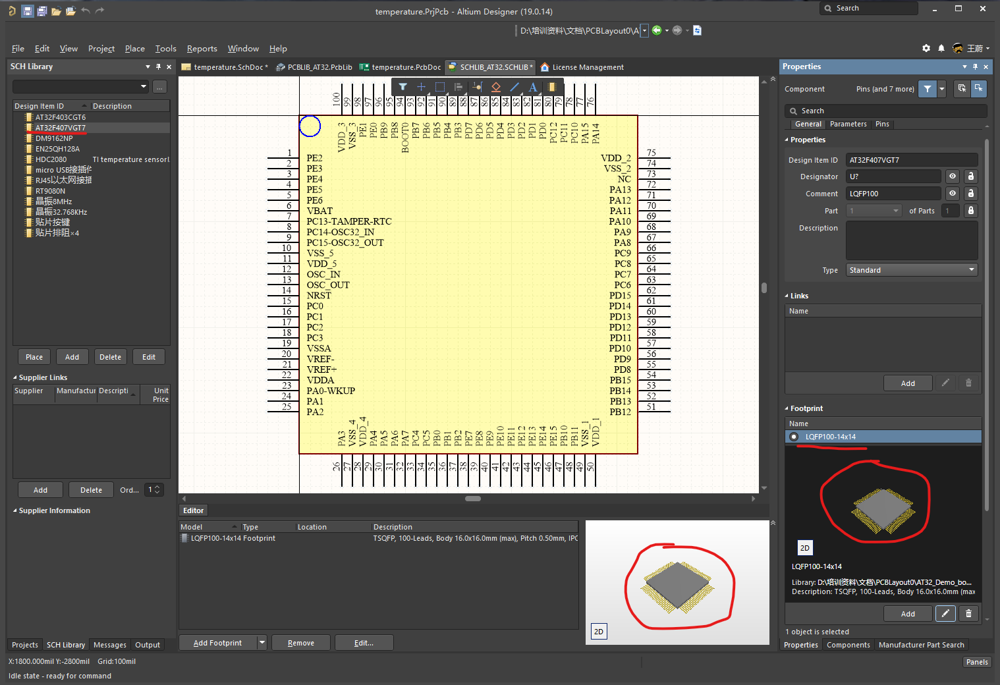 temperature.PrjPcb - Altium Designer (19.0.14)
Search
D:\培训资料\文档\PCBLayout0\A
File Edit View Project Place Tools Reports Window Help
王蔚
SCH Library
temperature.SchDoc *
PCBLIB_AT32.PcbLib
temperature.PcbDoc
SCHLIB_AT32.SCHLIB *
License Management
...
Design Item ID Description
AT32F403CGT6
AT32F407VGT7
DM9162NP
EN25QH128A
HDC2080 TI temperature sensor
micro USB接插件
RJ45以太网接插
RT9080N
晶振8MHz
晶振32.768KHz
贴片按键
贴片排阻×4
Place Add Delete Edit
Supplier Links
Supplier Manufactur Descripti Unit Price
Add Delete Ord... 1
Supplier Information
Projects SCH Library Messages Output
X:1800.000mil Y:-2800mil Grid:100mil
Idle state - ready for command
100 99 98 97 96 95 94 93 92 91 90 89 88 87 86 85 84 83 82 81 80 79 78 77 76
VDD_3 VSS_3 PE1 PE0 PB9 PB8 BOOT0 PB7 PB6 PB5 PB4 PB3 PD7 PD6 PD5 PD4 PD3 PD2 PD1 PD0 PC12 PC11 PC10 PA15 PA14
1 PE2 VDD_2 75
2 PE3 VSS_2 74
3 PE4 NC 73
4 PE5 PA13 72
5 PE6 PA12 71
6 VBAT PA11 70
7 PC13-TAMPER-RTC PA10 69
8 PC14-OSC32_IN PA9 68
9 PC15-OSC32_OUT PA8 67
10 VSS_5 PC9 66
11 VDD_5 PC8 65
12 OSC_IN PC7 64
13 OSC_OUT PC6 63
14 NRST PD15 62
15 PC0 PD14 61
16 PC1 PD13 60
17 PC2 PD12 59
18 PC3 PD11 58
19 VSSA PD10 57
20 VREF- PD9 56
21 VREF+ PD8 55
22 VDDA PB15 54
23 PA0-WKUP PB14 53
24 PA1 PB13 52
25 PA2 PB12 51
PA3 VSS_4 VDD_4 PA4 PA5 PA6 PA7 PC4 PC5 PB0 PB1 PB2 PE7 PE8 PE9 PE10 PE11 PE12 PE13 PE14 PE15 PB10 PB11 VSS_1 VDD_1
26 27 28 29 30 31 32 33 34 35 36 37 38 39 40 41 42 43 44 45 46 47 48 49 50
Editor
Model Type Location Description
LQFP100-14x14 Footprint TSQFP, 100-Leads, Body 16.0x16.0mm (max), Pitch 0.50mm, IPC
2D
Add Footprint Remove Edit...
Properties
Component Pins (and 7 more)
Search
General Parameters Pins
Properties
Design Item ID AT32F407VGT7
Designator U?
Comment LQFP100
Part 1 of Parts 1
Description
Type Standard
Links
Name
Add
Footprint
Name
LQFP100-14x14
2D
LQFP100-14x14
Library: D:\培训资料\文档\PCBLayout0\AT32_Demo_bo...
Description: TSQFP, 100-Leads, Body 16.0x16.0mm (max
Add
1 object is selected
Properties Components Manufacturer Part Search
Panels